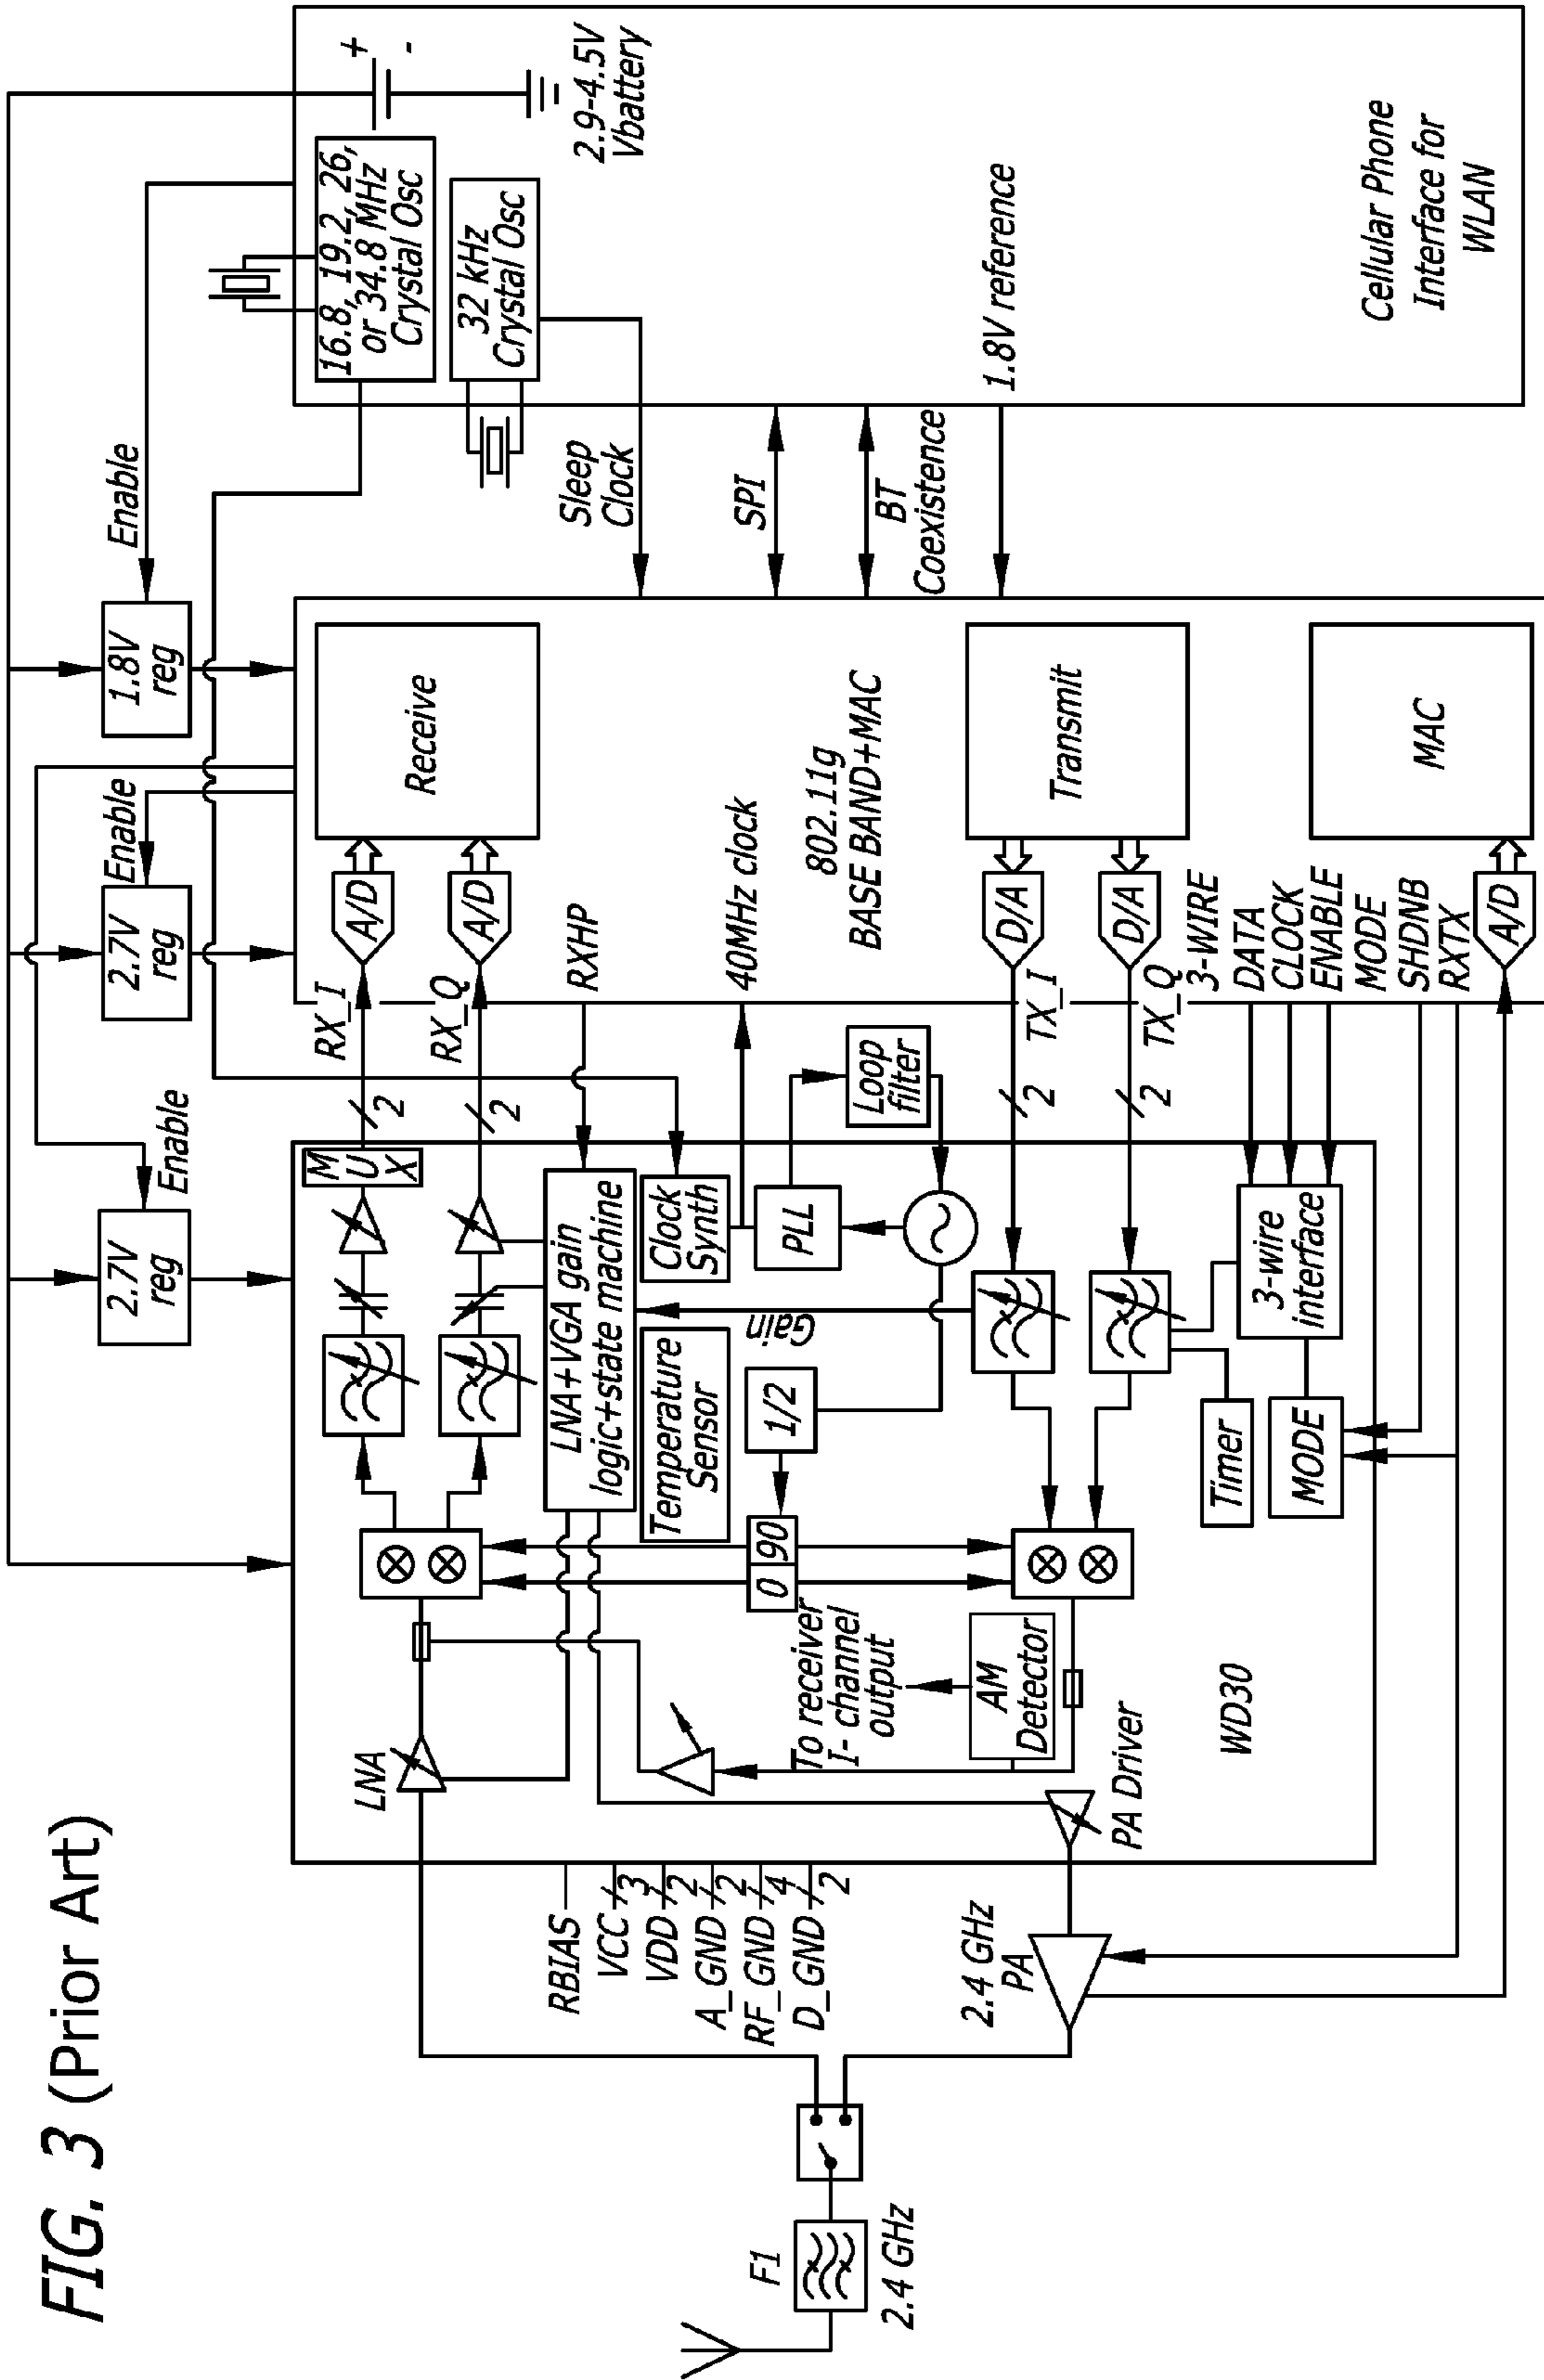 FIG. 3 (Prior Art)
2.7V
reg
Enable
2.7V
reg
Enable
1.8V
reg
Enable
LNA
M
U
X
2
RX_I
A/D
2
RX_Q
A/D
Receive
16.8, 19.2, 26,
or 34.8 MHz
Crystal Osc
+
-
32 kHz
Crystal Osc
2.9-4.5V
Vbattery
RBIAS
VCC
3
VDD
2
A_GND
2
RF_GND
4
D_GND
2
LNA+VGA gain
logic+state machine
Temperature
Sensor
Gain
RXHP
Clock
Synth
40MHz clock
PLL
Loop
filter
0
90
1/2
To receiver
I- channel
output
AM
Detector
802.11g
BASE BAND+MAC
Sleep
Clock
SPI
BT
Coexistence
1.8V reference
F1
2.4 GHz
2.4 GHz
PA
PA Driver
2
TX_I
D/A
2
TX_Q
D/A
Transmit
3-WIRE
DATA
CLOCK
ENABLE
MODE
SHDNB
RXTX
A/D
MAC
Timer
MODE
3-wire
interface
WD30
Cellular Phone
Interface for
WLAN